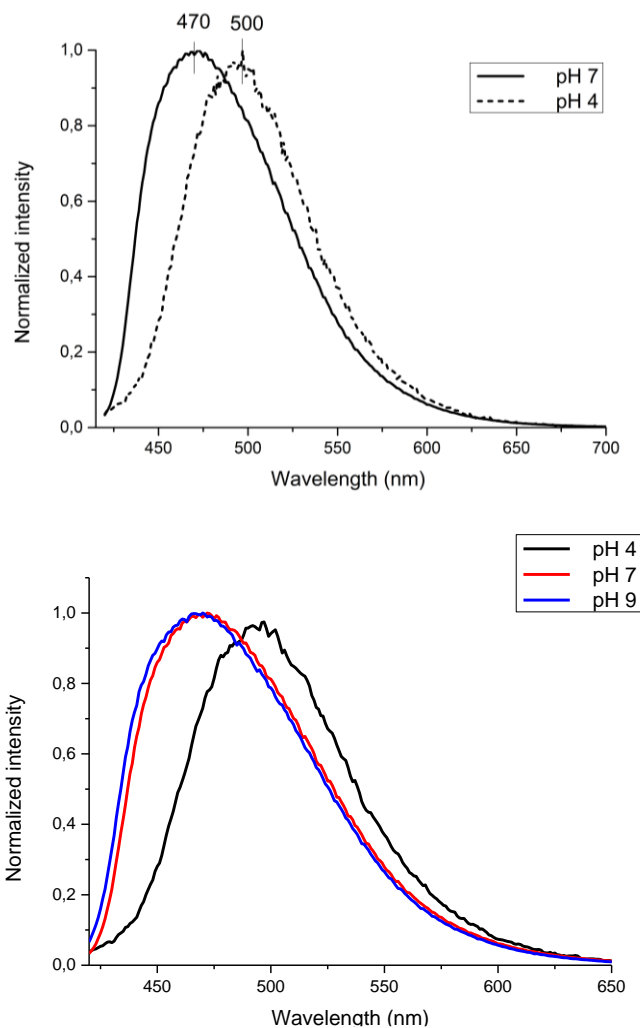 470 500
1,0
0,8
0,6
0,4
0,2
0,0
Normalized intensity
pH 7
pH 4
450 500 550 600 650 700
Wavelength (nm)
pH 4
pH 7
pH 9
1,0
0,8
0,6
0,4
0,2
0,0
Normalized intensity
450 500 550 600 650
Wavelength (nm)